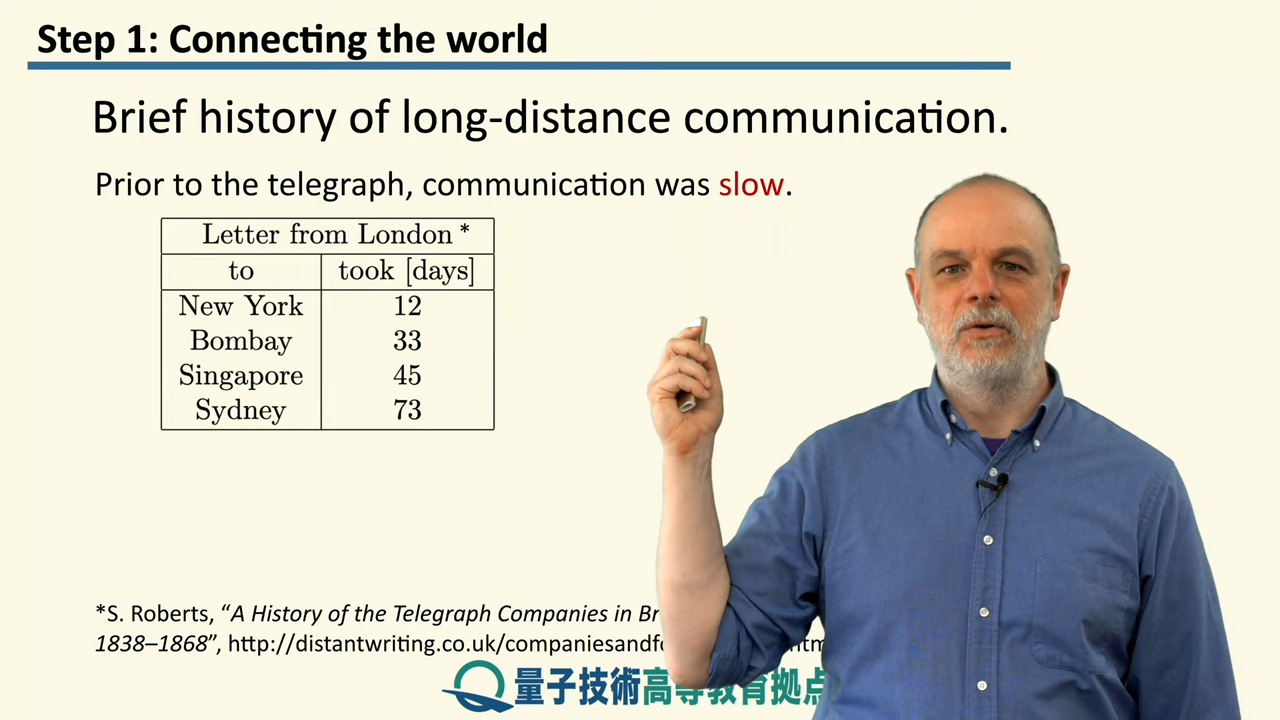 Step 1: Connecting the world
Brief history of long-distance communication.
Prior to the telegraph, communication was slow.
Letter from London *
to took [days]
New York 12
Bombay 33
Singapore 45
Sydney 73
*S. Roberts, “A History of the Telegraph Companies in
1838–1868”, http://distantwriting.co.uk/
量子技術高等教育拠点